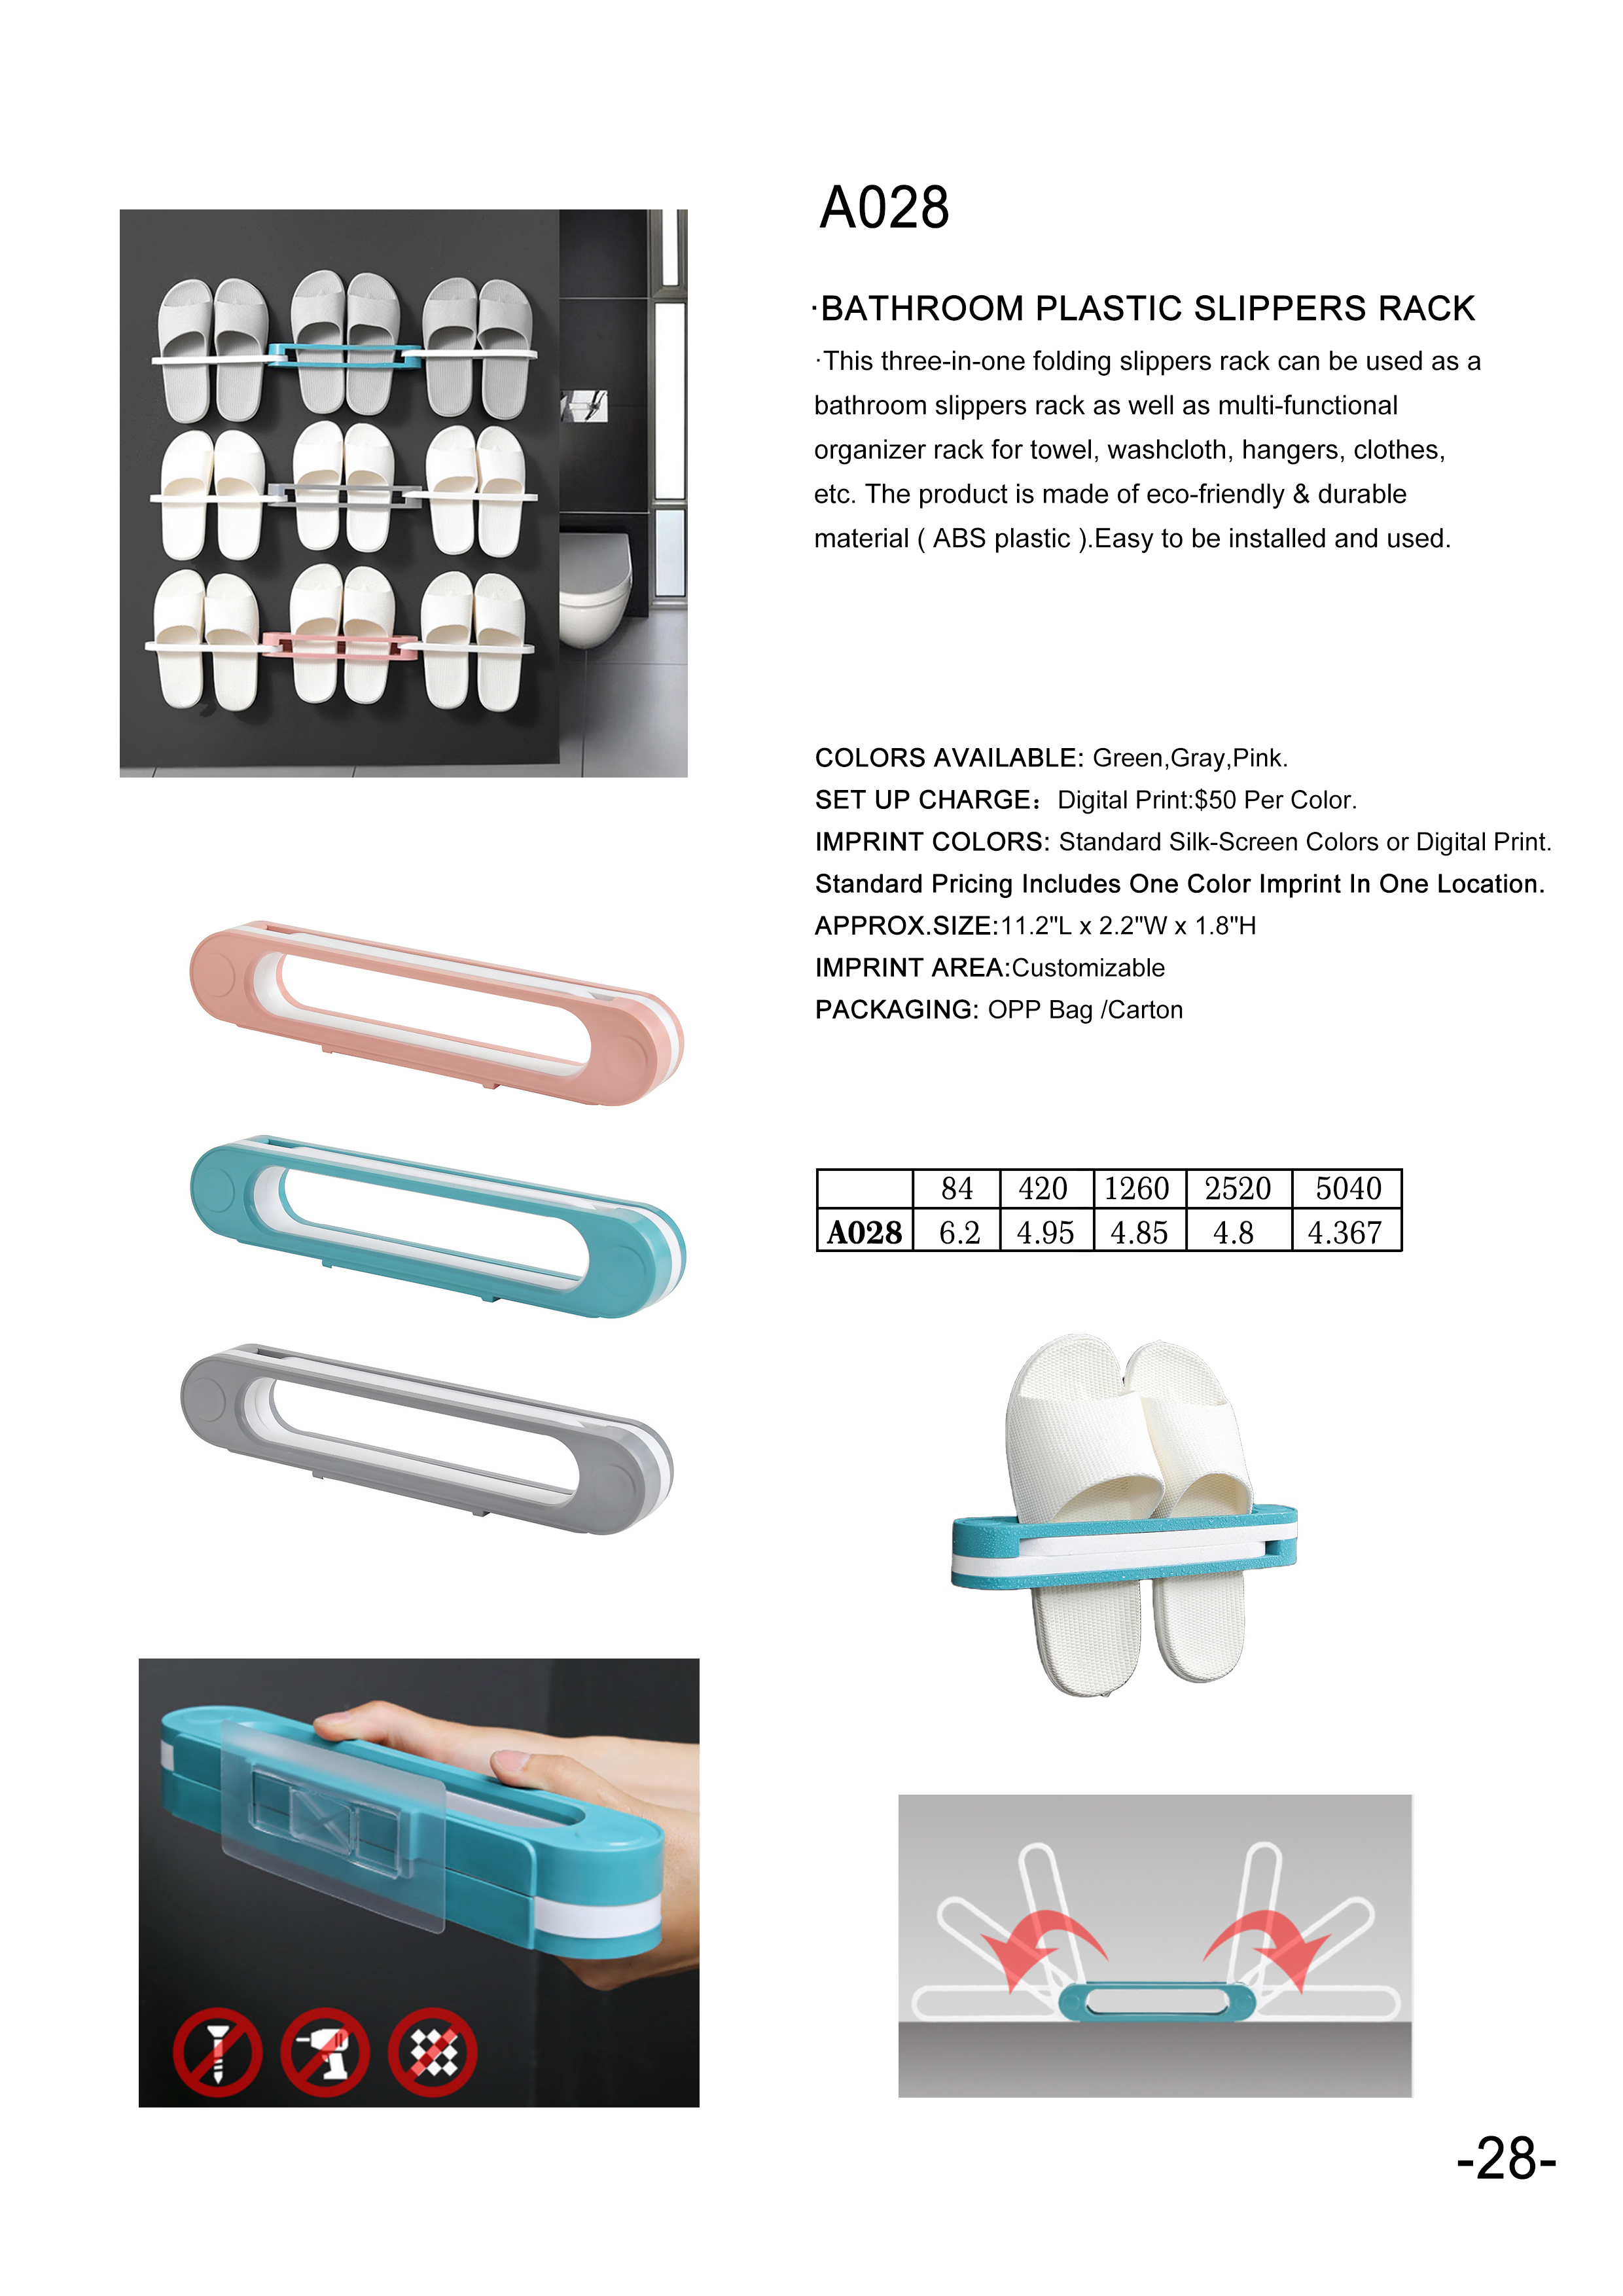 A028
·BATHROOM PLASTIC SLIPPERS RACK
·This three-in-one folding slippers rack can be used as a
bathroom slippers rack as well as multi-functional
organizer rack for towel, washcloth, hangers, clothes,
etc. The product is made of eco-friendly & durable
material ( ABS plastic ).Easy to be installed and used.
COLORS AVAILABLE: Green,Gray,Pink.
SET UP CHARGE：Digital Print:$50 Per Color.
IMPRINT COLORS: Standard Silk-Screen Colors or Digital Print.
Standard Pricing Includes One Color Imprint In One Location.
APPROX.SIZE:11.2"L x 2.2"W x 1.8"H
IMPRINT AREA:Customizable
PACKAGING: OPP Bag /Carton
84 420 1260 2520 5040
A028 6.2 4.95 4.85 4.8 4.367
-28-